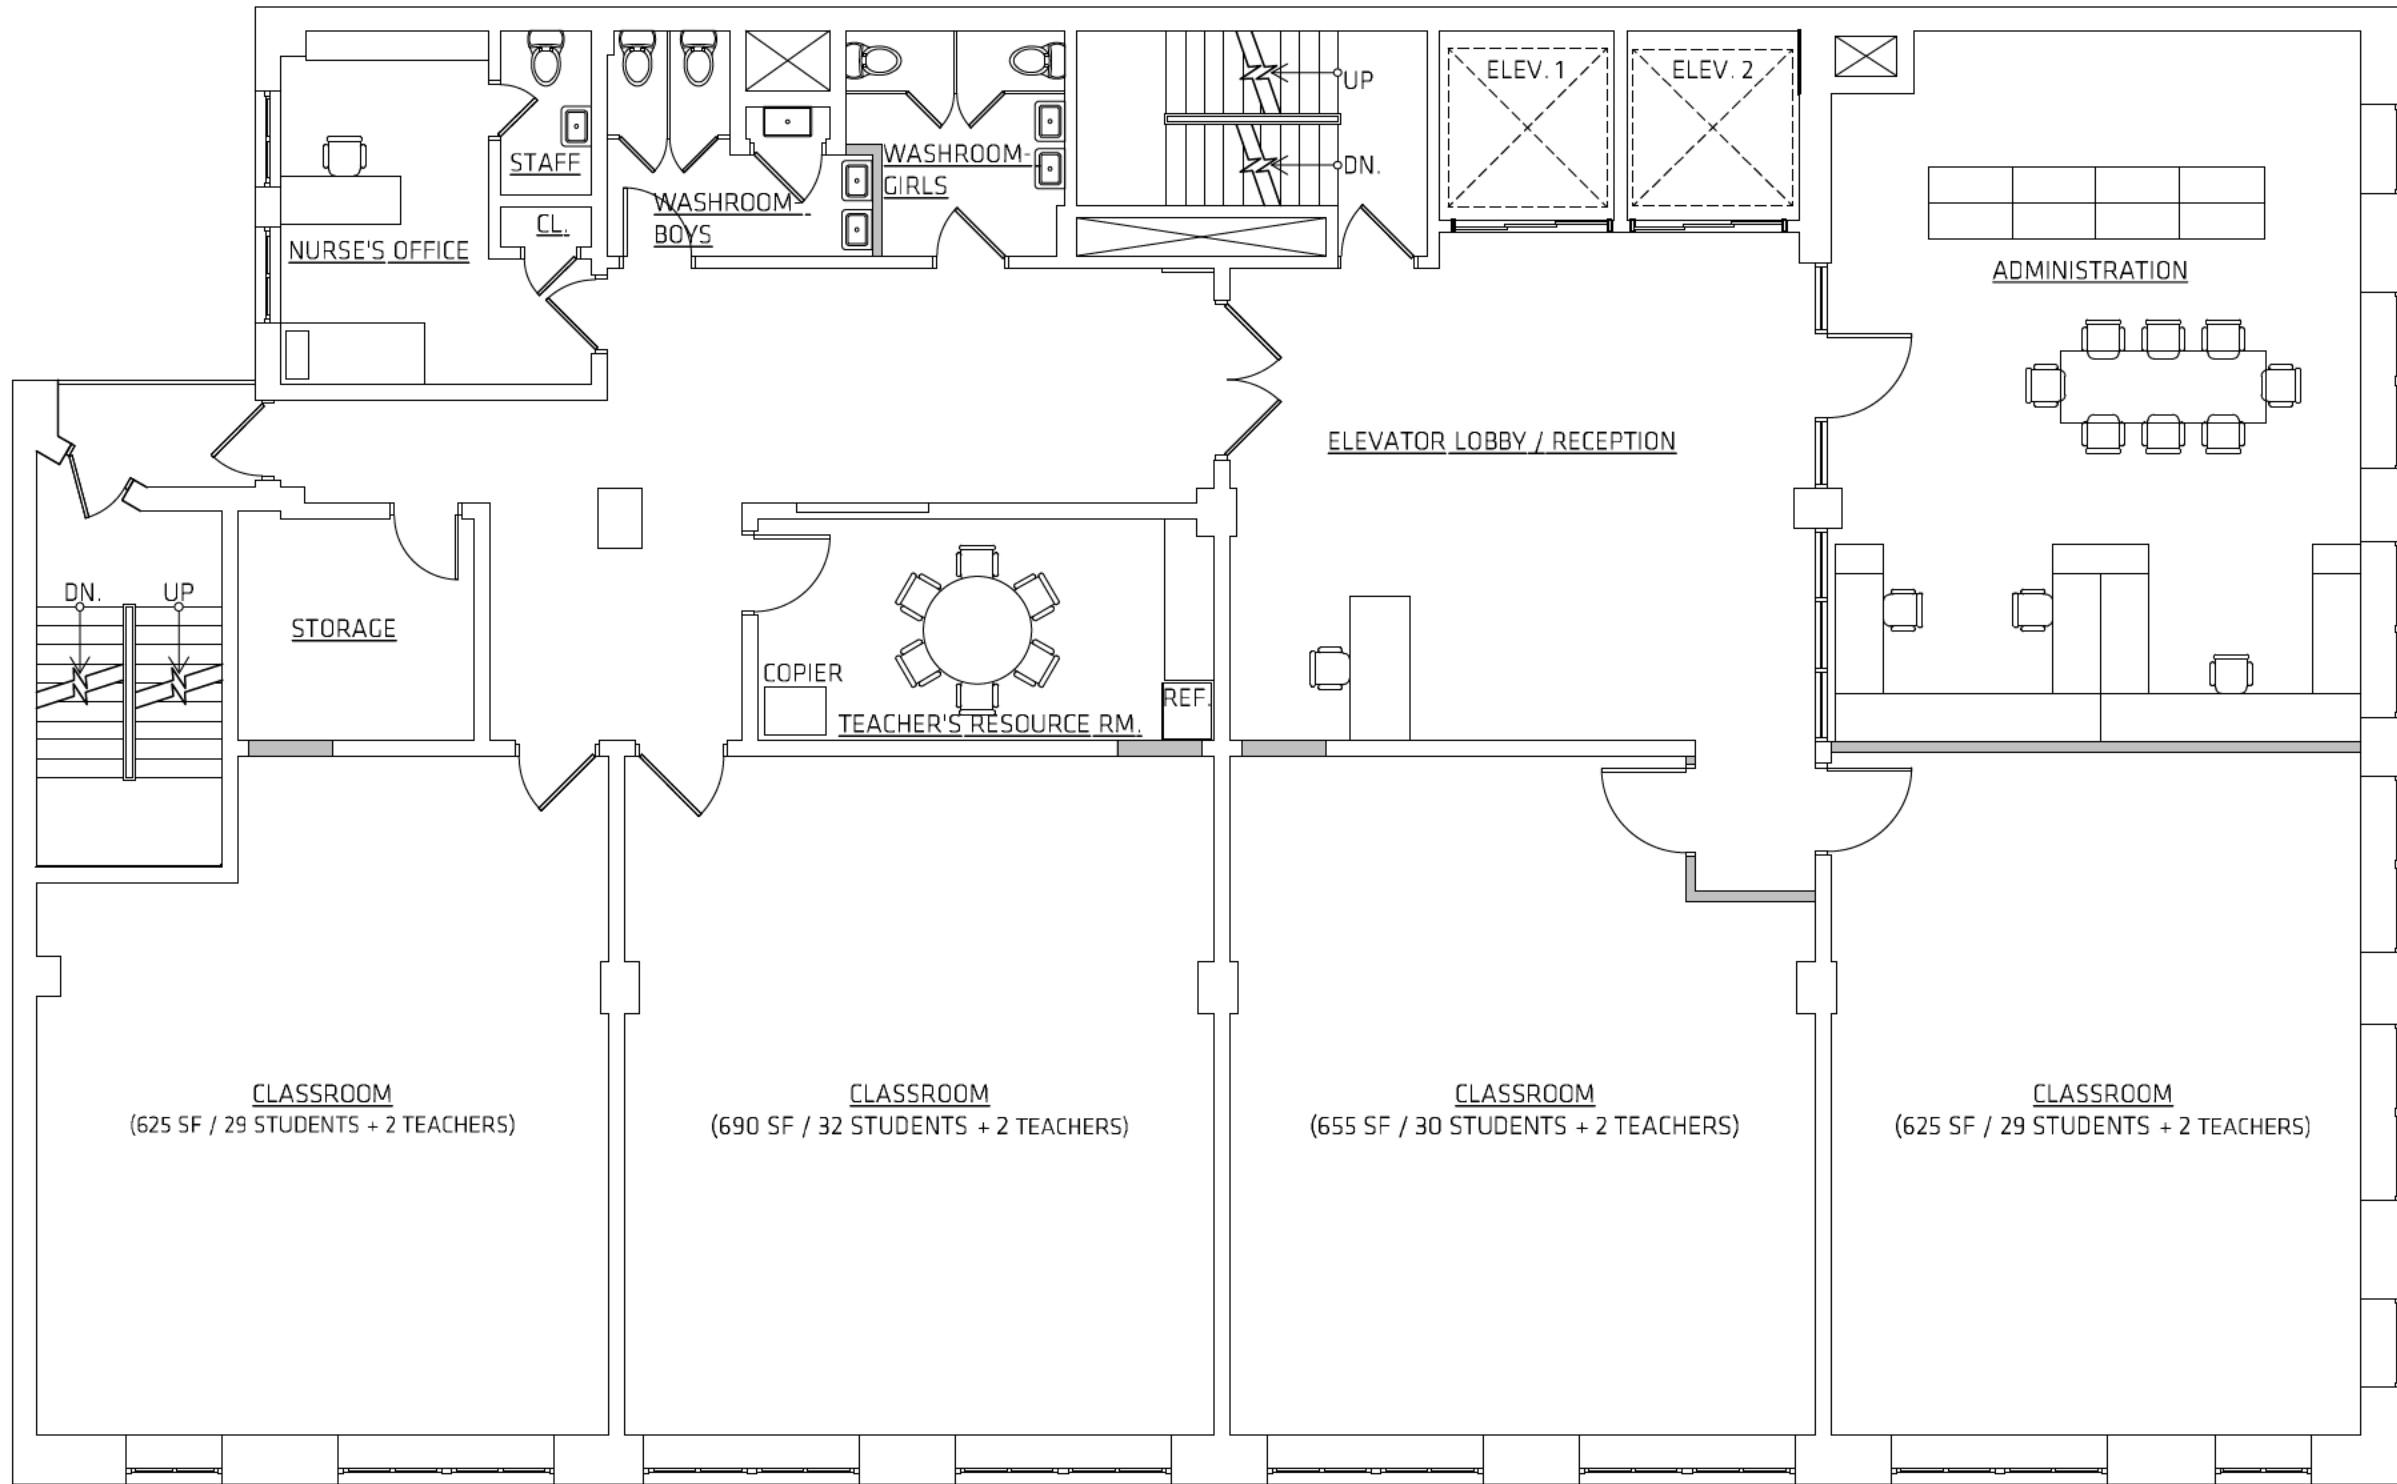 UP
ELEV. 1
ELEV. 2
STAFF
WASHROOM-
GIRLS
DN.
CL.
WASHROOM-
BOYS
NURSE'S OFFICE
ADMINISTRATION
ELEVATOR LOBBY / RECEPTION
DN.
UP
STORAGE
COPIER
REF.
TEACHER'S RESOURCE RM.
CLASSROOM
(625 SF / 29 STUDENTS + 2 TEACHERS)
CLASSROOM
(690 SF / 32 STUDENTS + 2 TEACHERS)
CLASSROOM
(655 SF / 30 STUDENTS + 2 TEACHERS)
CLASSROOM
(625 SF / 29 STUDENTS + 2 TEACHERS)